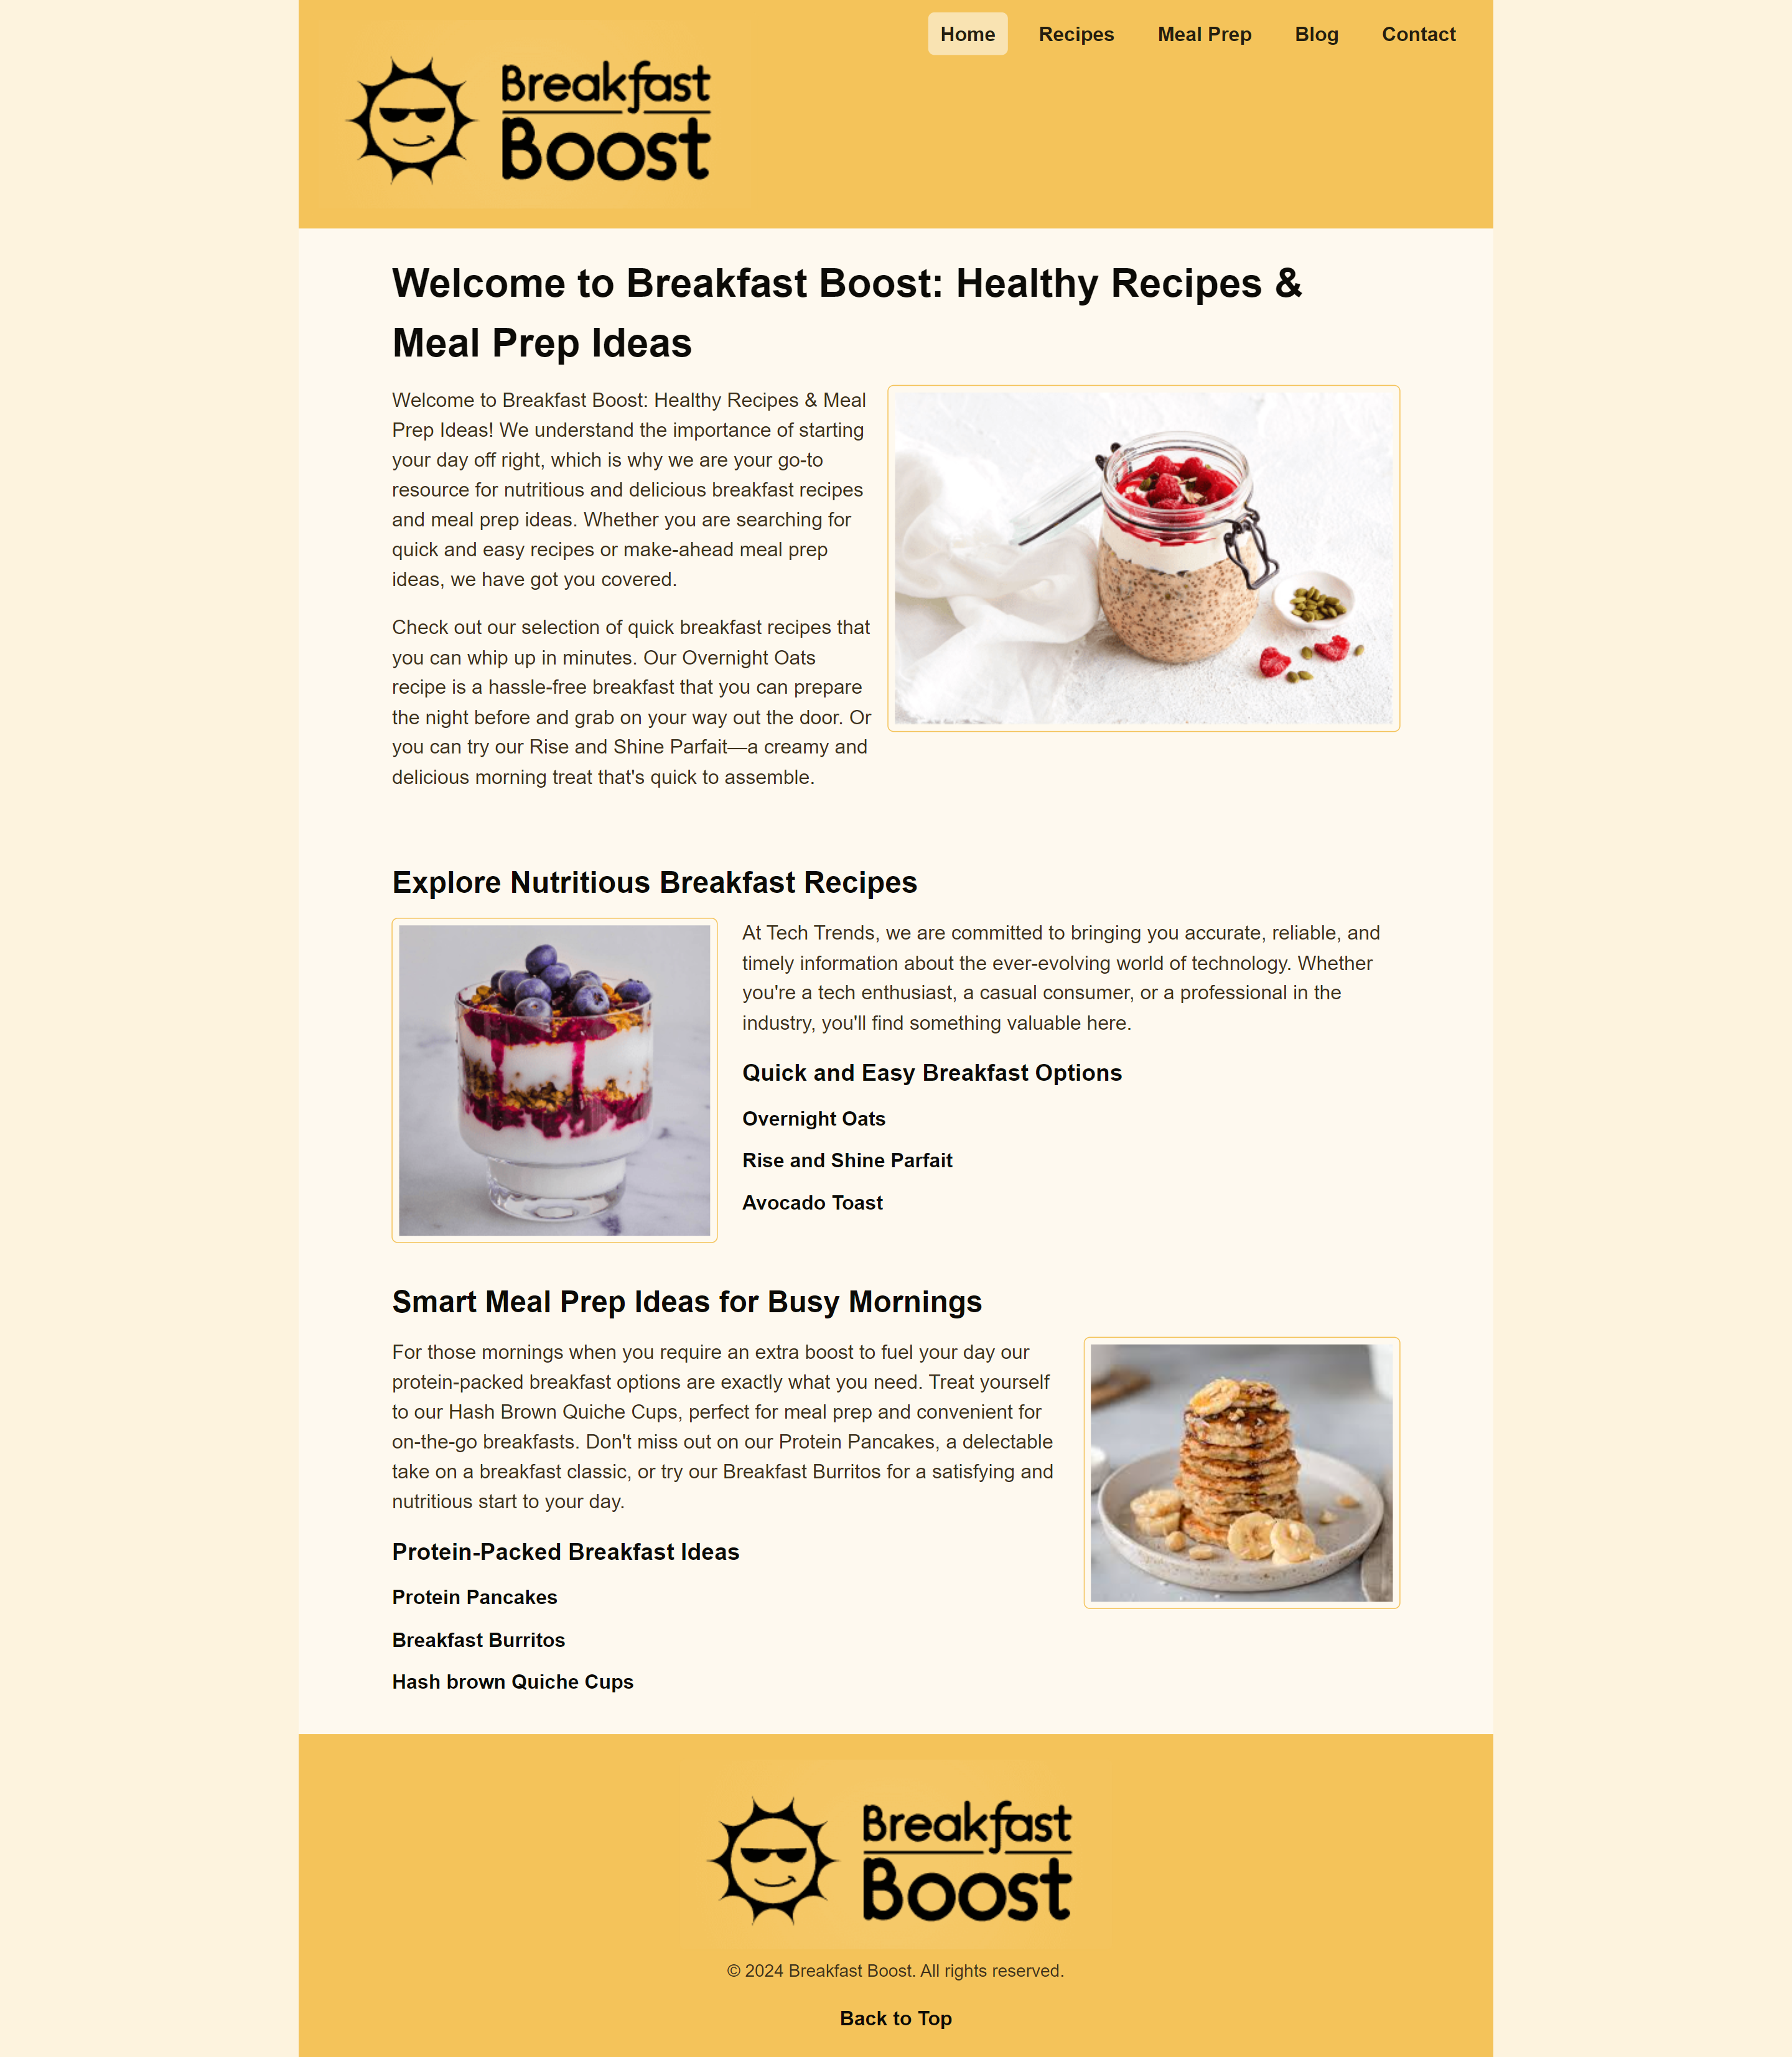 Breakfast
Boost
Home Recipes Meal Prep Blog Contact
Welcome to Breakfast Boost: Healthy Recipes &
Meal Prep Ideas
Welcome to Breakfast Boost: Healthy Recipes & Meal
Prep Ideas! We understand the importance of starting
your day off right, which is why we are your go-to
resource for nutritious and delicious breakfast recipes
and meal prep ideas. Whether you are searching for
quick and easy recipes or make-ahead meal prep
ideas, we have got you covered.
Check out our selection of quick breakfast recipes that
you can whip up in minutes. Our Overnight Oats
recipe is a hassle-free breakfast that you can prepare
the night before and grab on your way out the door. Or
you can try our Rise and Shine Parfait—a creamy and
delicious morning treat that's quick to assemble.
Explore Nutritious Breakfast Recipes
At Tech Trends, we are committed to bringing you accurate, reliable, and
timely information about the ever-evolving world of technology. Whether
you're a tech enthusiast, a casual consumer, or a professional in the
industry, you'll find something valuable here.
Quick and Easy Breakfast Options
Overnight Oats
Rise and Shine Parfait
Avocado Toast
Smart Meal Prep Ideas for Busy Mornings
For those mornings when you require an extra boost to fuel your day our
protein-packed breakfast options are exactly what you need. Treat yourself
to our Hash Brown Quiche Cups, perfect for meal prep and convenient for
on-the-go breakfasts. Don't miss out on our Protein Pancakes, a delectable
take on a breakfast classic, or try our Breakfast Burritos for a satisfying and
nutritious start to your day.
Protein-Packed Breakfast Ideas
Protein Pancakes
Breakfast Burritos
Hash brown Quiche Cups
Breakfast
Boost
© 2024 Breakfast Boost. All rights reserved.
Back to Top